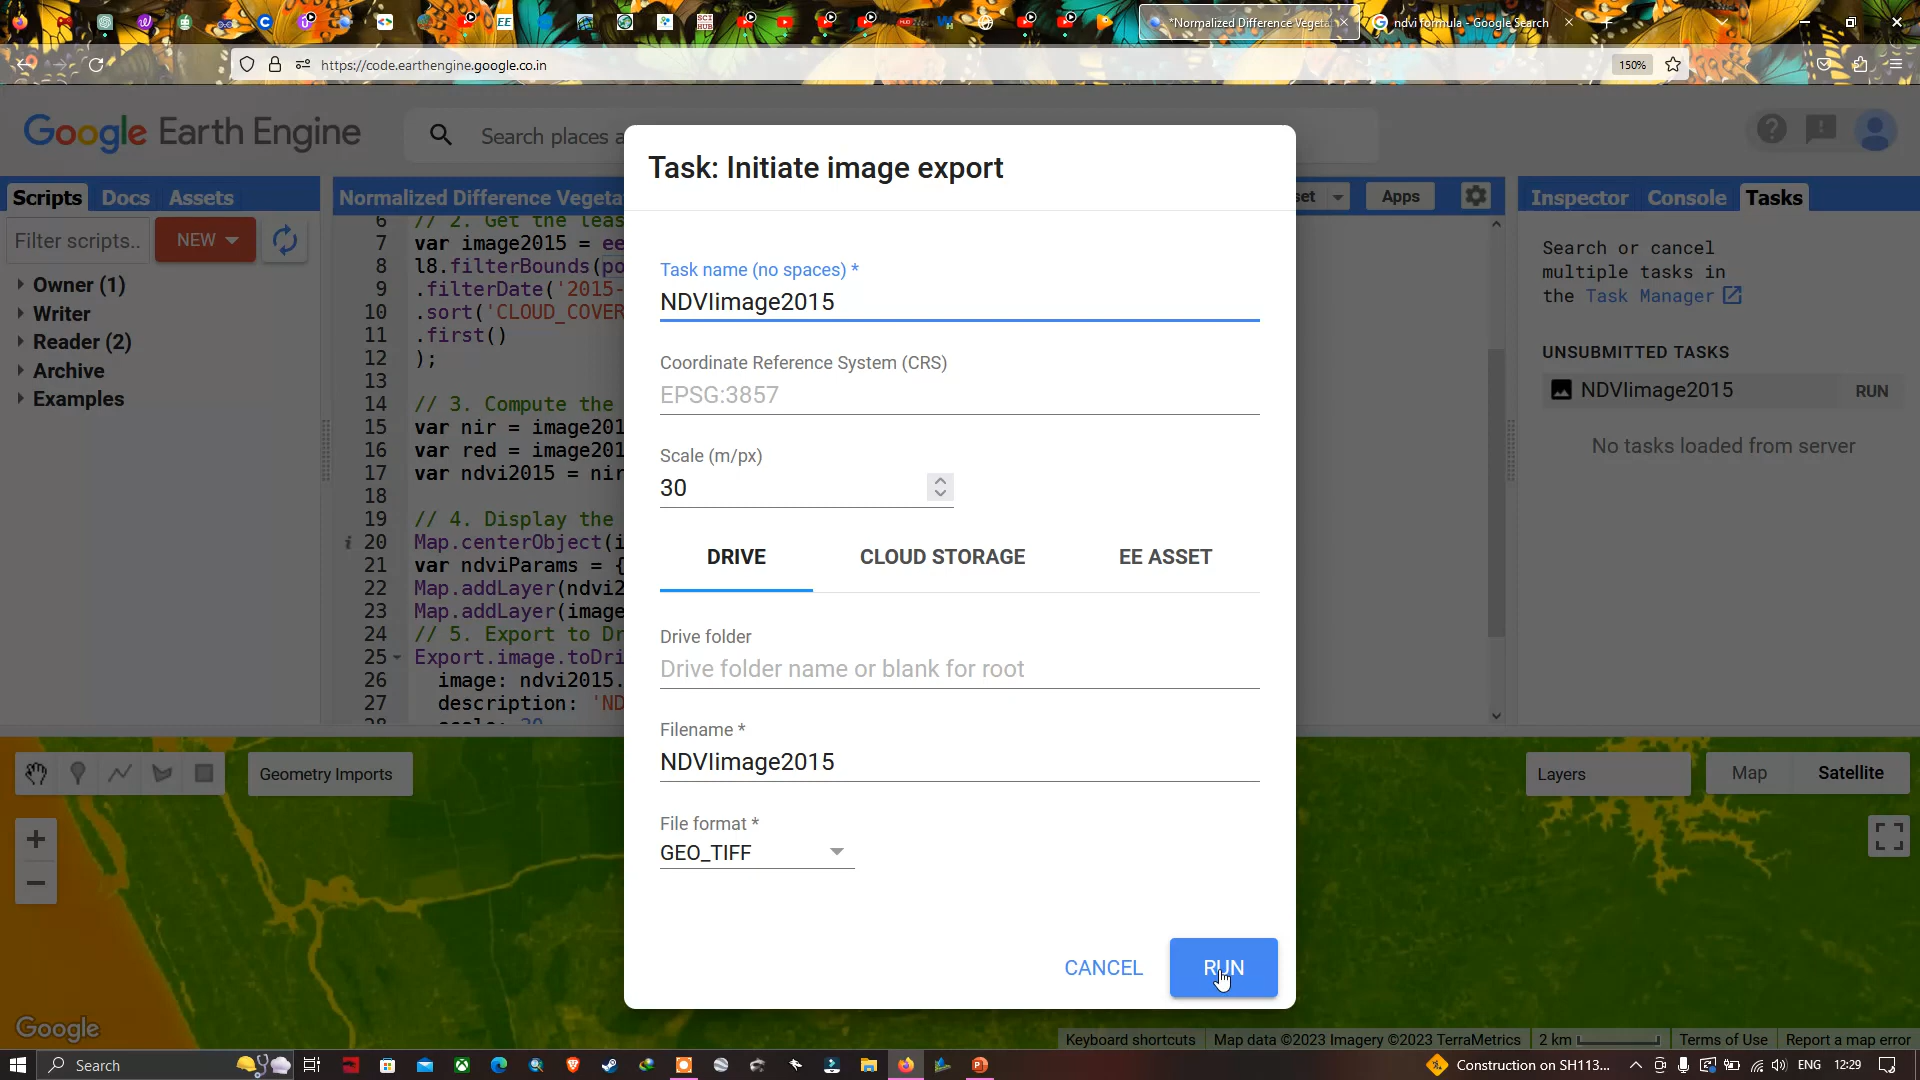 *Normalized Difference Vegeta
ndvi formula - Google Search
https://code.earthengine.google.co.in
150%
Google Earth Engine
Search places a
Scripts
Docs
Assets
Filter scripts..
NEW
Owner (1)
Writer
Reader (2)
Archive
Examples
Normalized Difference Vegeta
set
Apps
6 // 2. Get the leas
7 var image2015 = ee
8 l8.filterBounds(po
9 .filterDate('2015-
10 .sort('CLOUD_COVER
11 .first()
12 );
13
14 // 3. Compute the
15 var nir = image201
16 var red = image201
17 var ndvi2015 = nir
18
19 // 4. Display the
i 20 Map.centerObject(i
21 var ndviParams = {
22 Map.addLayer(ndvi2
23 Map.addLayer(image
24 // 5. Export to Dr
25 Export.image.toDri
26 image: ndvi2015.
27 description: 'ND
28 scale: 30
Task: Initiate image export
Task name (no spaces) *
NDVIimage2015
Coordinate Reference System (CRS)
EPSG:3857
Scale (m/px)
30
DRIVE
CLOUD STORAGE
EE ASSET
Drive folder
Drive folder name or blank for root
Filename *
NDVIimage2015
File format *
GEO_TIFF
CANCEL
RUN
Inspector
Console
Tasks
Search or cancel
multiple tasks in
the Task Manager
UNSUBMITTED TASKS
NDVIimage2015
RUN
No tasks loaded from server
Geometry Imports
Layers
Map
Satellite
Google
Keyboard shortcuts
Map data ©2023 Imagery ©2023 TerraMetrics
2 km
Terms of Use
Report a map error
Search
Construction on SH113...
ENG
12:29